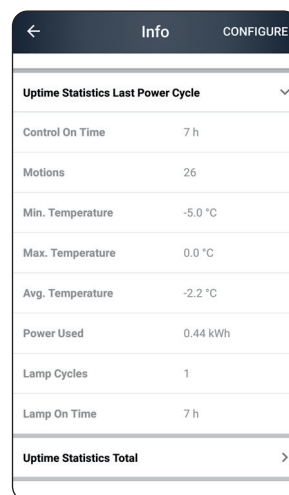 Info CONFIGURE
Uptime Statistics Last Power Cycle
Control On Time 7 h
Motions 26
Min. Temperature -5.0 °C
Max. Temperature 0.0 °C
Avg. Temperature -2.2 °C
Power Used 0.44 kWh
Lamp Cycles 1
Lamp On Time 7 h
Uptime Statistics Total